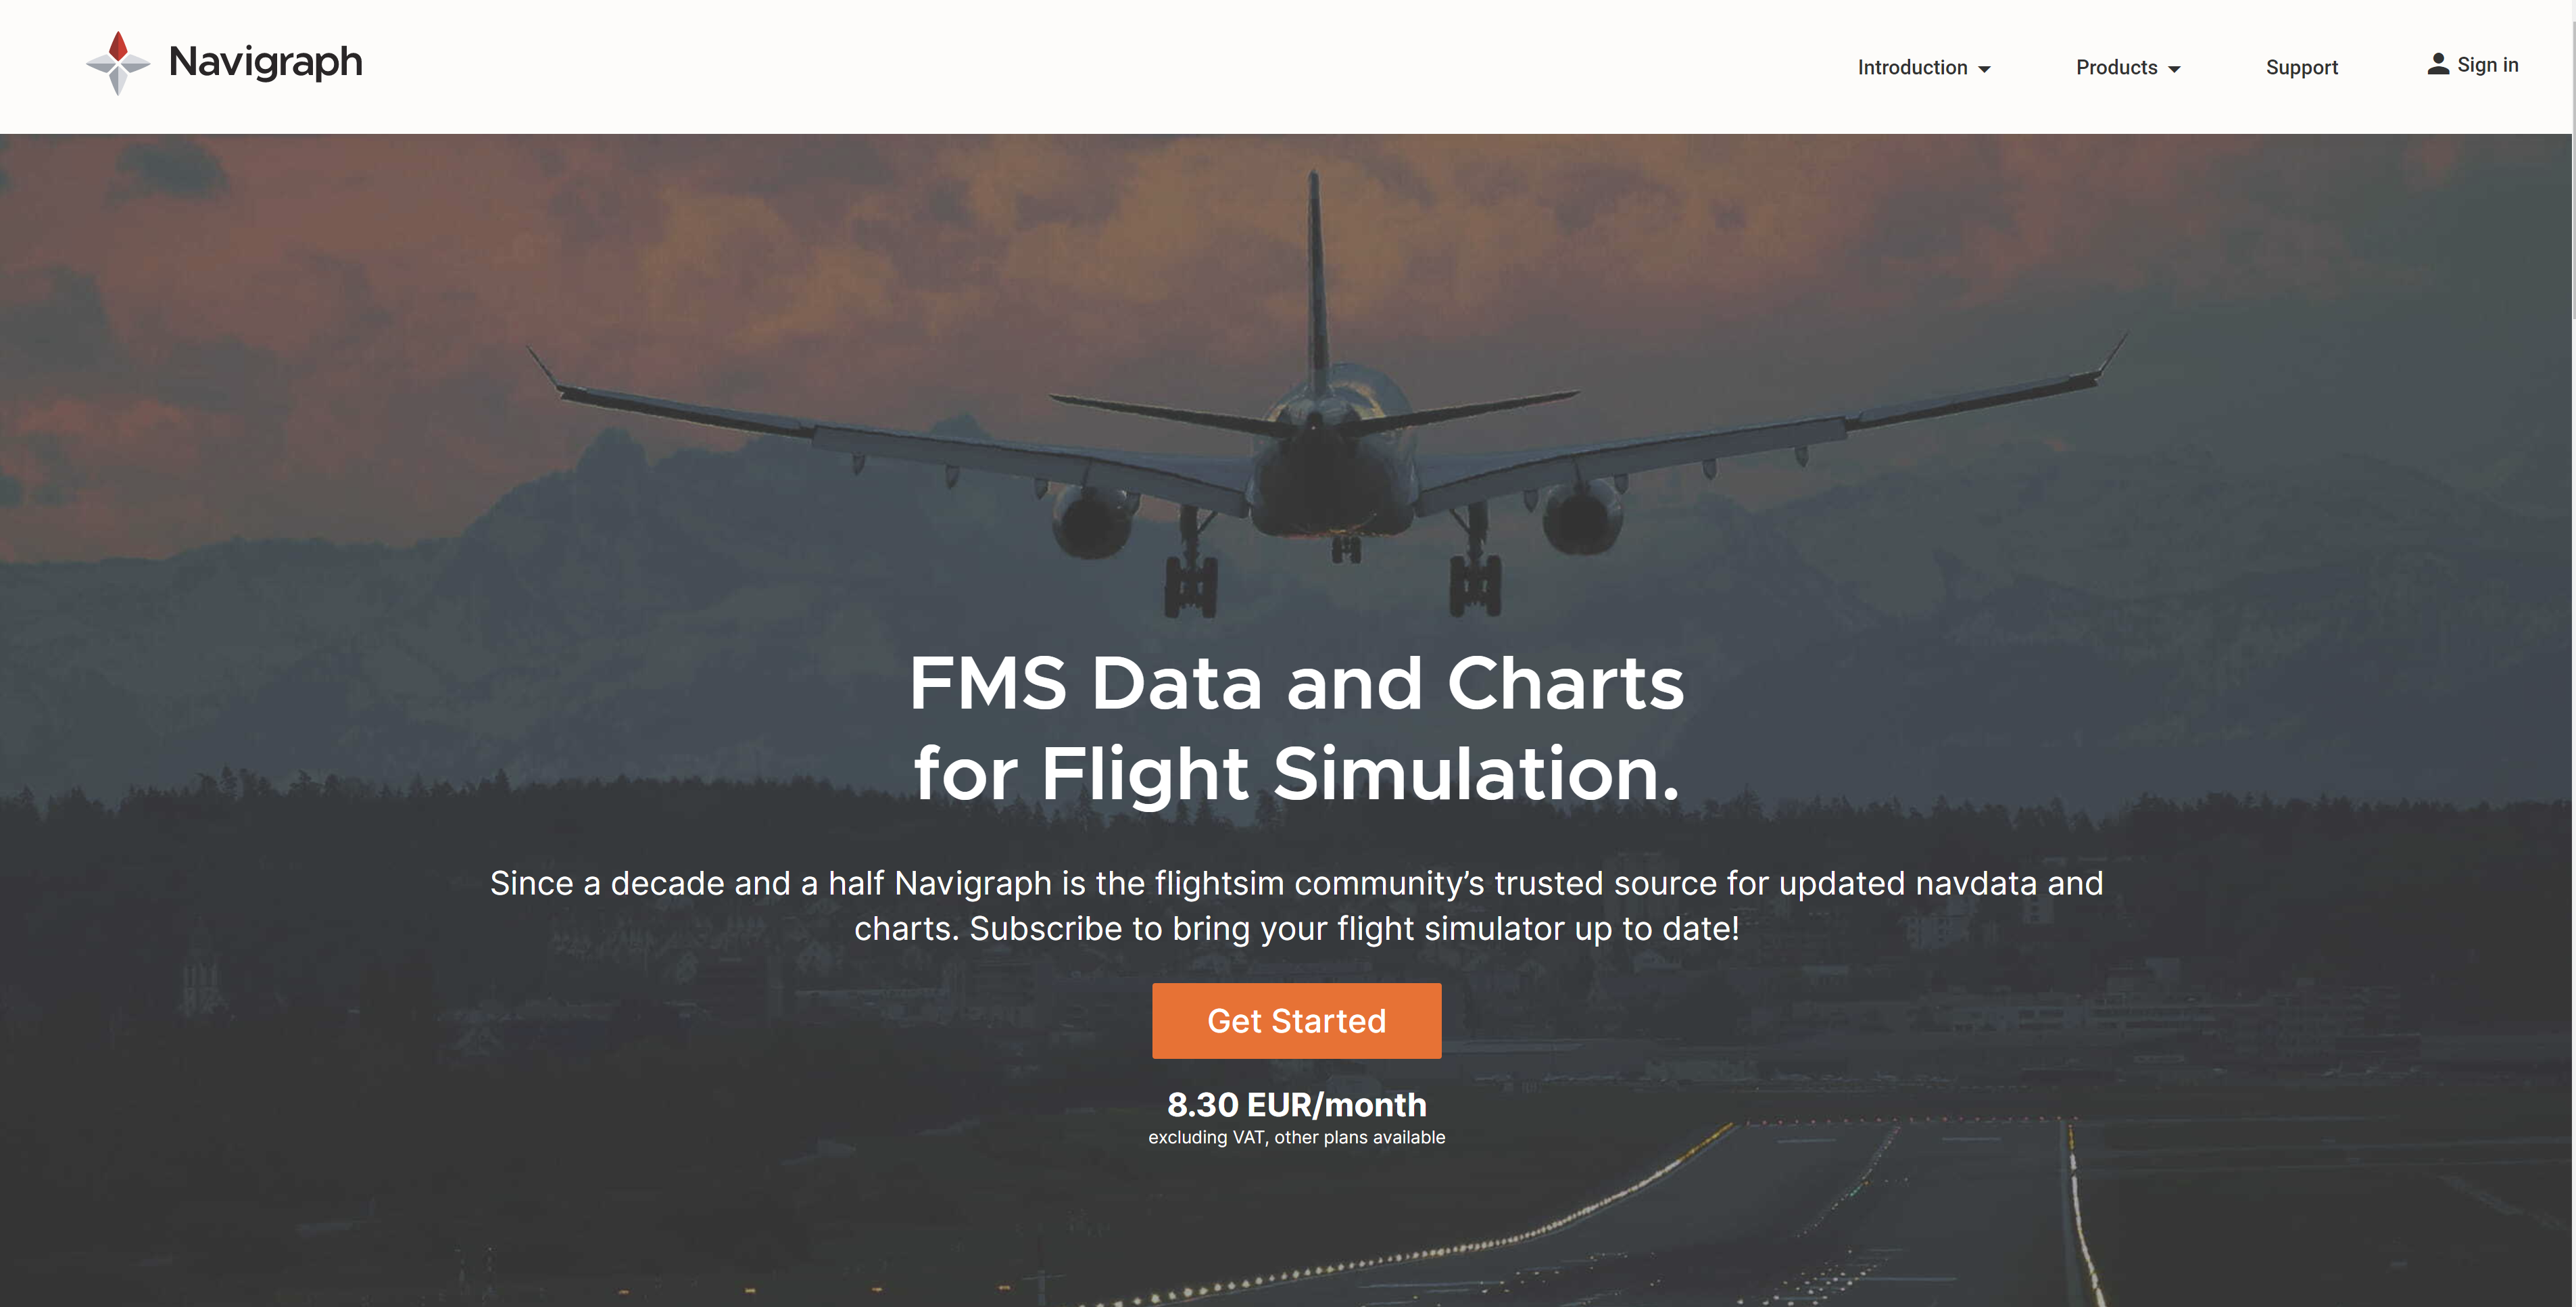 Navigraph
Introduction
Products
Support
Sign in
FMS Data and Charts
for Flight Simulation.
Since a decade and a half Navigraph is the flightsim community’s trusted source for updated navdata and
charts. Subscribe to bring your flight simulator up to date!
Get Started
8.30 EUR/month
excluding VAT, other plans available